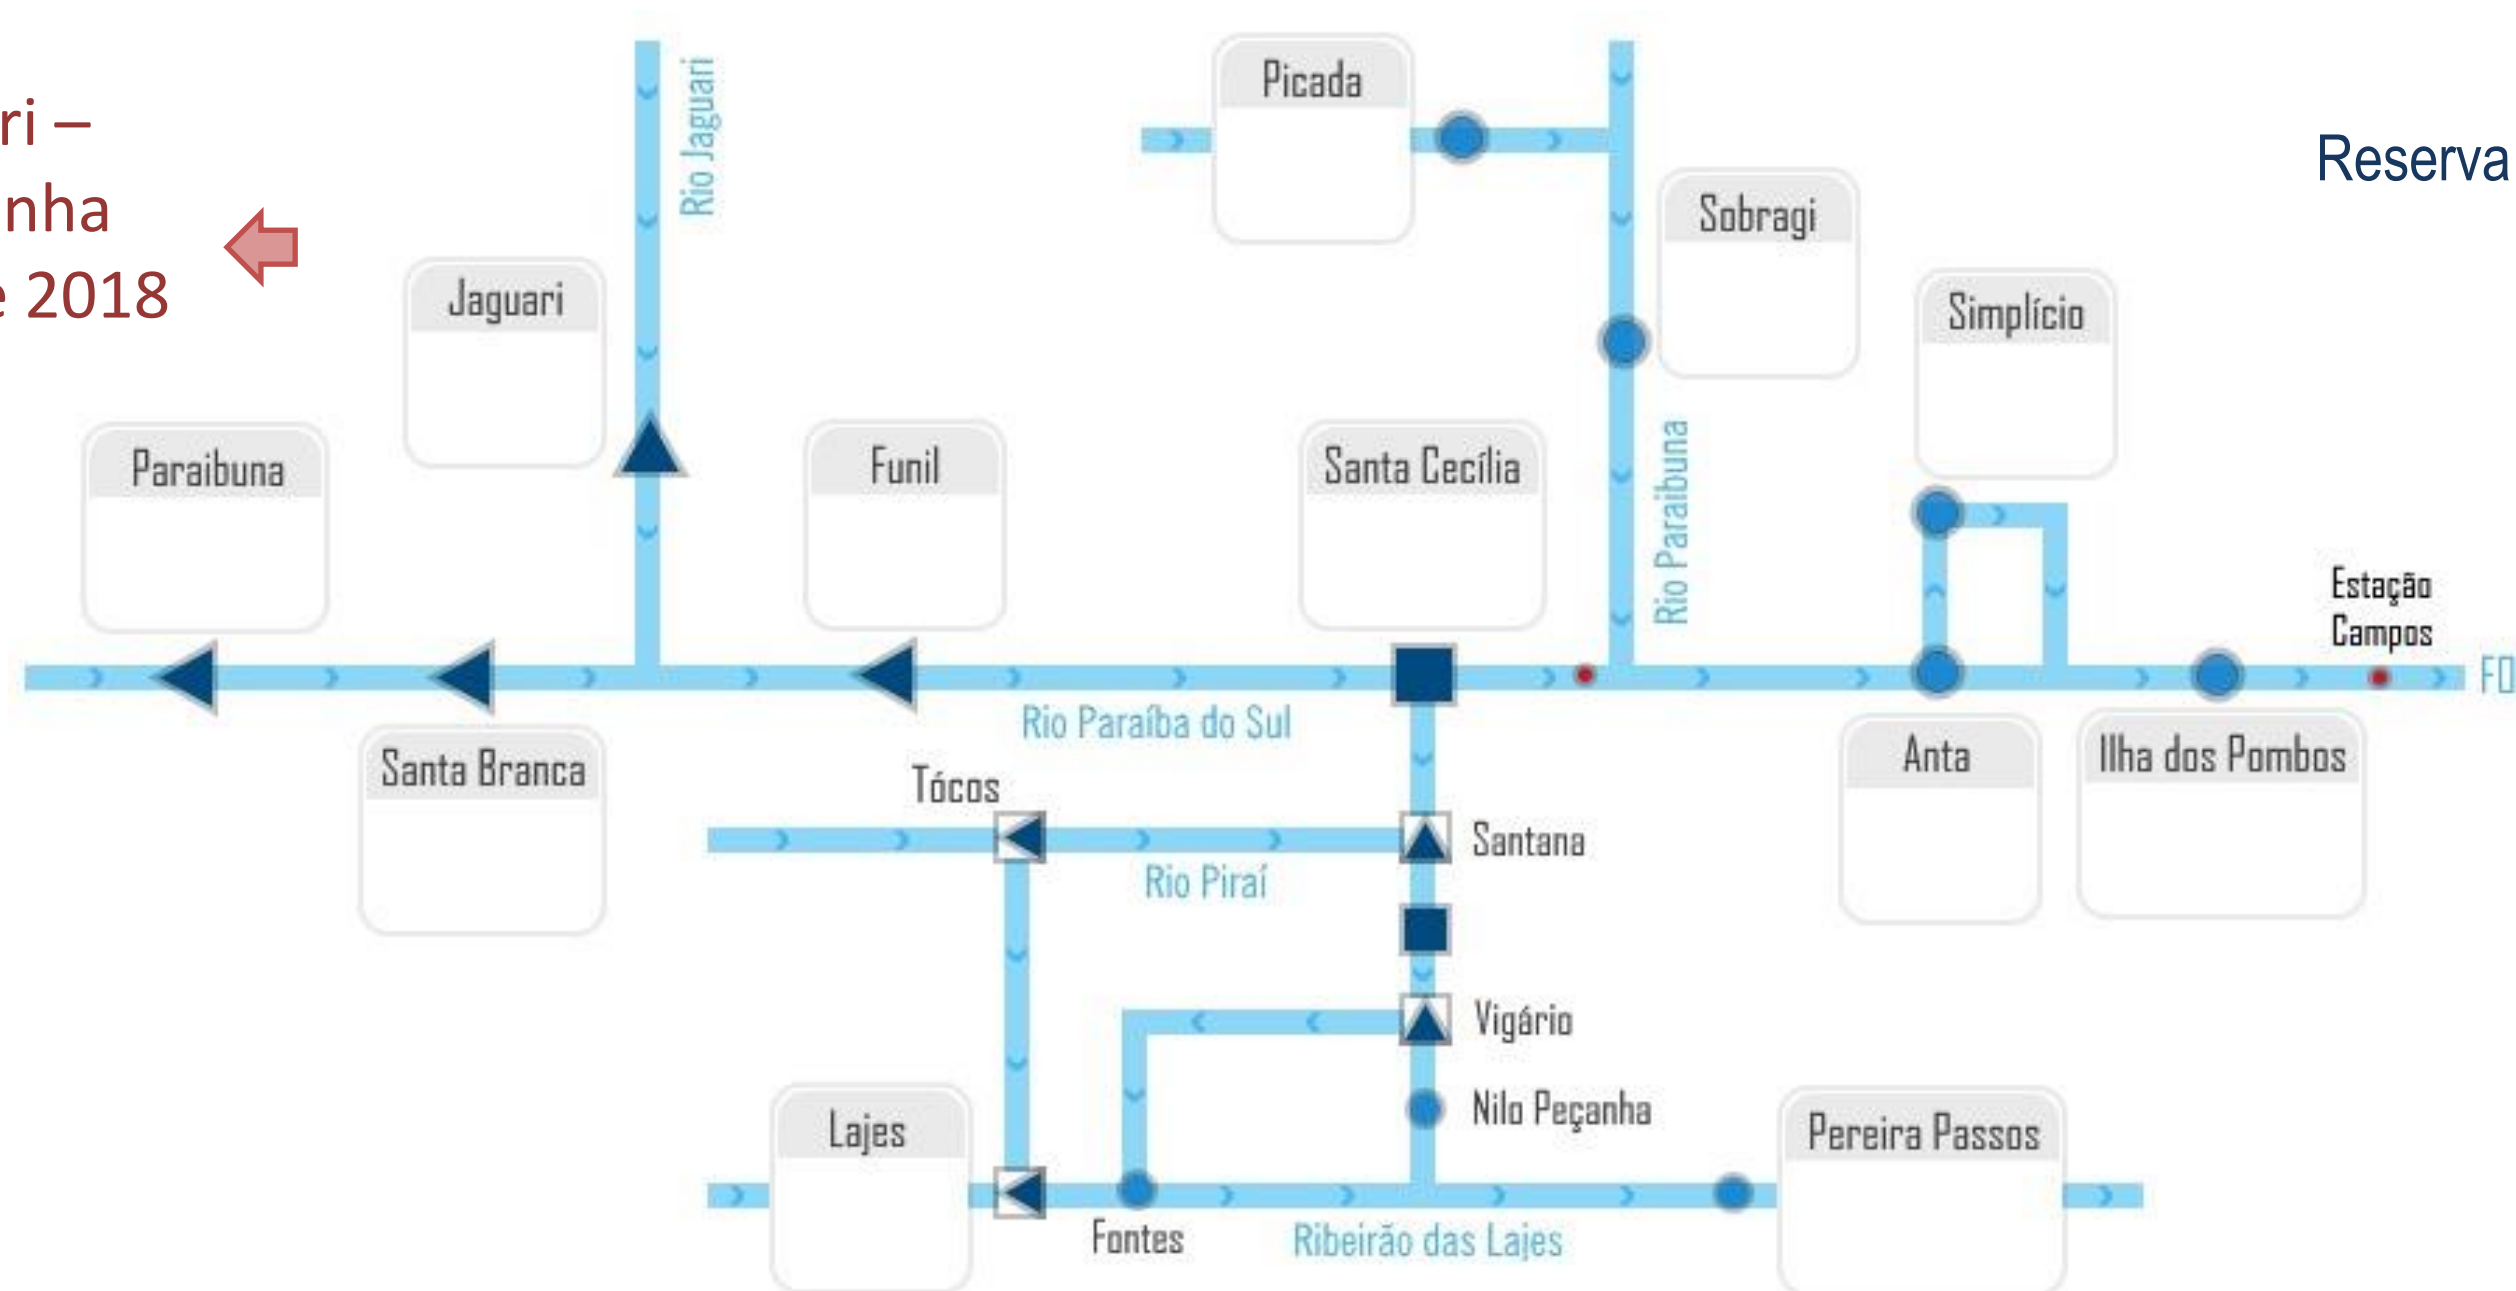 ri –
nha
e 2018
Rio Jaguari
Picada
Reserva
Sobragi
Jaguari
Simplício
Paraibuna
Funil
Santa Cecília
Rio Paraibuna
Estação
Campos
FO
Rio Paraíba do Sul
Santa Branca
Tócos
Anta
Ilha dos Pombos
Santana
Rio Piraí
Vigário
Nilo Peçanha
Lajes
Pereira Passos
Fontes
Ribeirão das Lajes